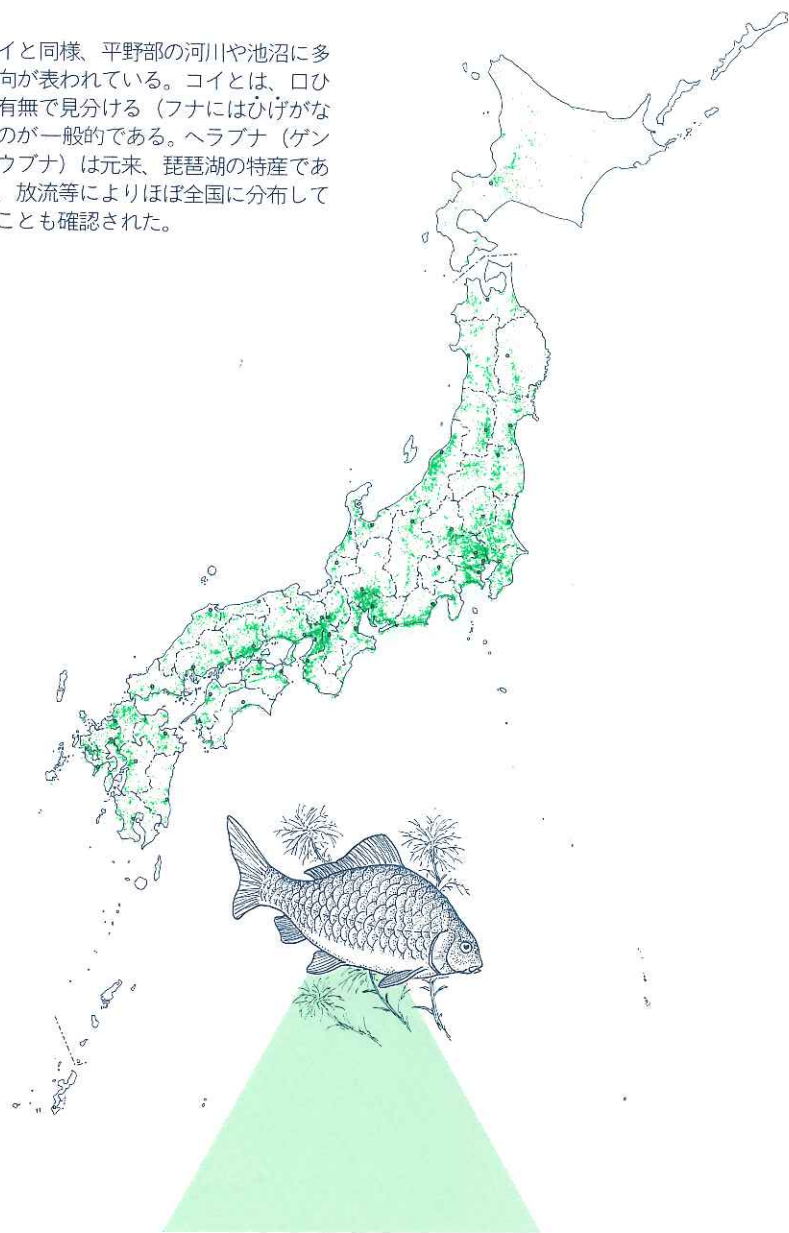 イと同様、平野部の河川や池沼に多
向が表われている。コイとは、口ひ
有無で見分ける（フナにはひげがな
のが一般的である。ヘラブナ（ゲン
ウブナ）は元来、琵琶湖の特産であ
、放流等によりほぼ全国に分布して
ことも確認された。